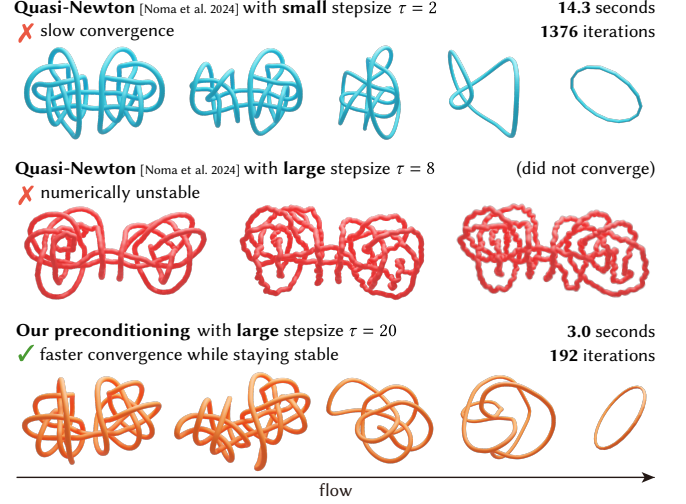 Quasi-Newton [Noma et al. 2024] with small stepsize τ = 2 14.3 seconds
✗ slow convergence 1376 iterations
Quasi-Newton [Noma et al. 2024] with large stepsize τ = 8 (did not converge)
✗ numerically unstable
Our preconditioning with large stepsize τ = 20 3.0 seconds
✓ faster convergence while staying stable 192 iterations
flow